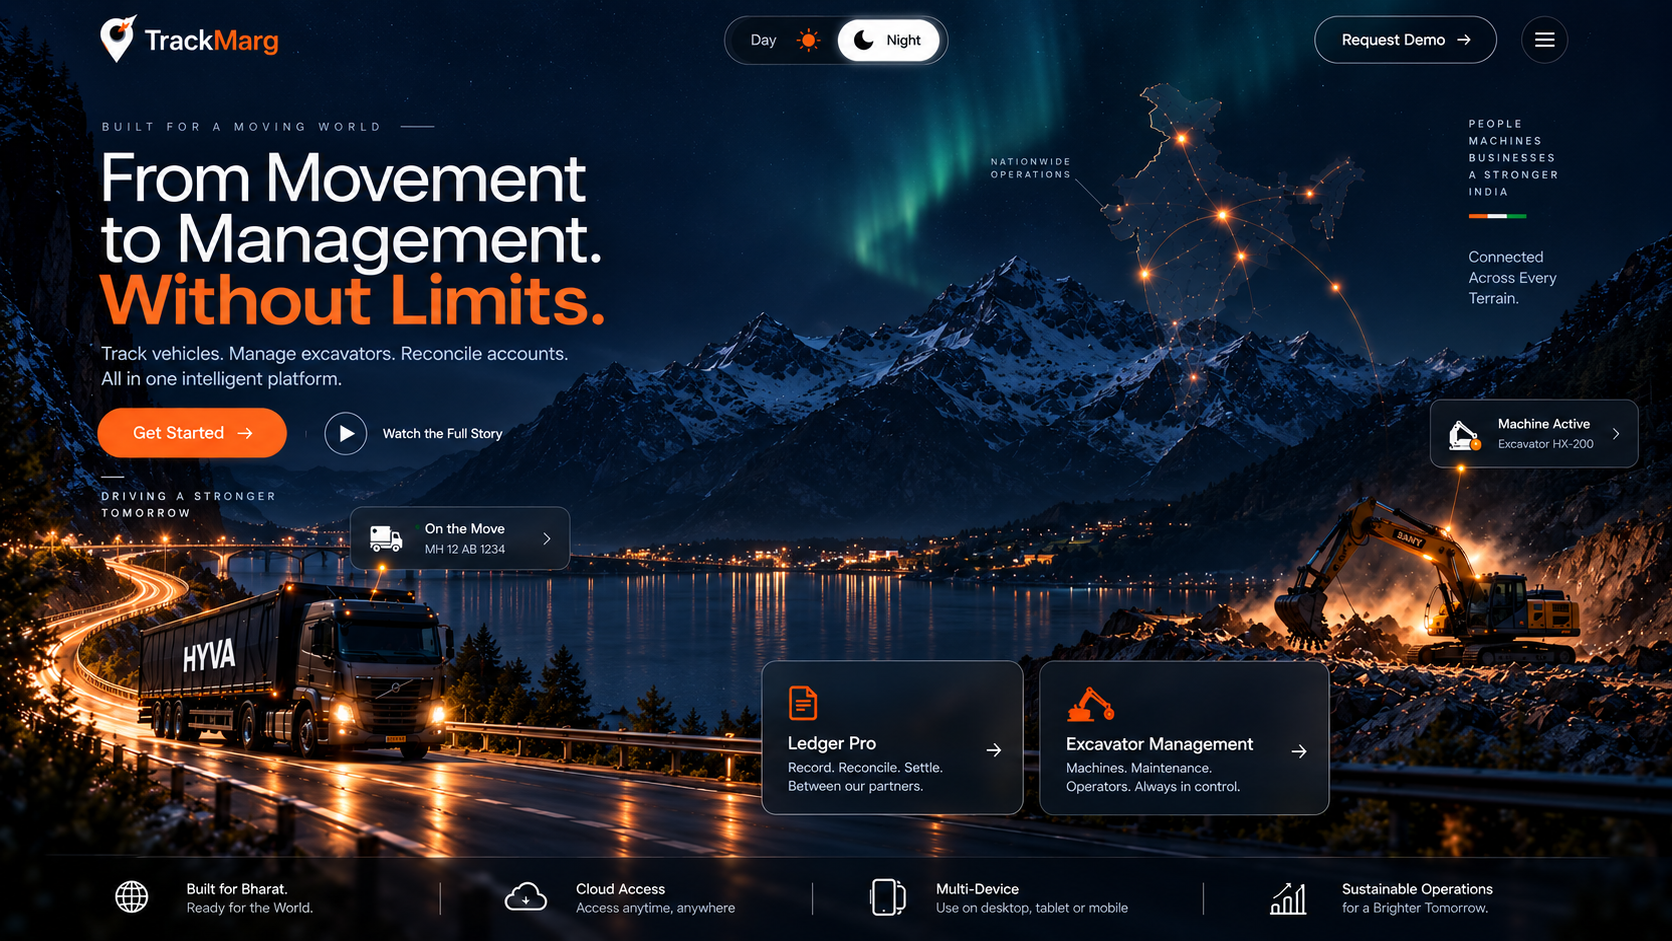 TrackMarg
Day
Night
Request Demo
BUILT FOR A MOVING WORLD
From Movement
to Management.
Without Limits.
Track vehicles. Manage excavators. Reconcile accounts.
All in one intelligent platform.
Get Started
Watch the Full Story
DRIVING A STRONGER
TOMORROW
NATIONWIDE
OPERATIONS
PEOPLE
MACHINES
BUSINESSES
A STRONGER
INDIA
Connected
Across Every
Terrain.
Machine Active
Excavator HX-200
On the Move
MH 12 AB 1234
SANY
HYVA
Ledger Pro
Record. Reconcile. Settle.
Between our partners.
Excavator Management
Machines. Maintenance.
Operators. Always in control.
Built for Bharat.
Ready for the World.
Cloud Access
Access anytime, anywhere
Multi-Device
Use on desktop, tablet or mobile
Sustainable Operations
for a Brighter Tomorrow.